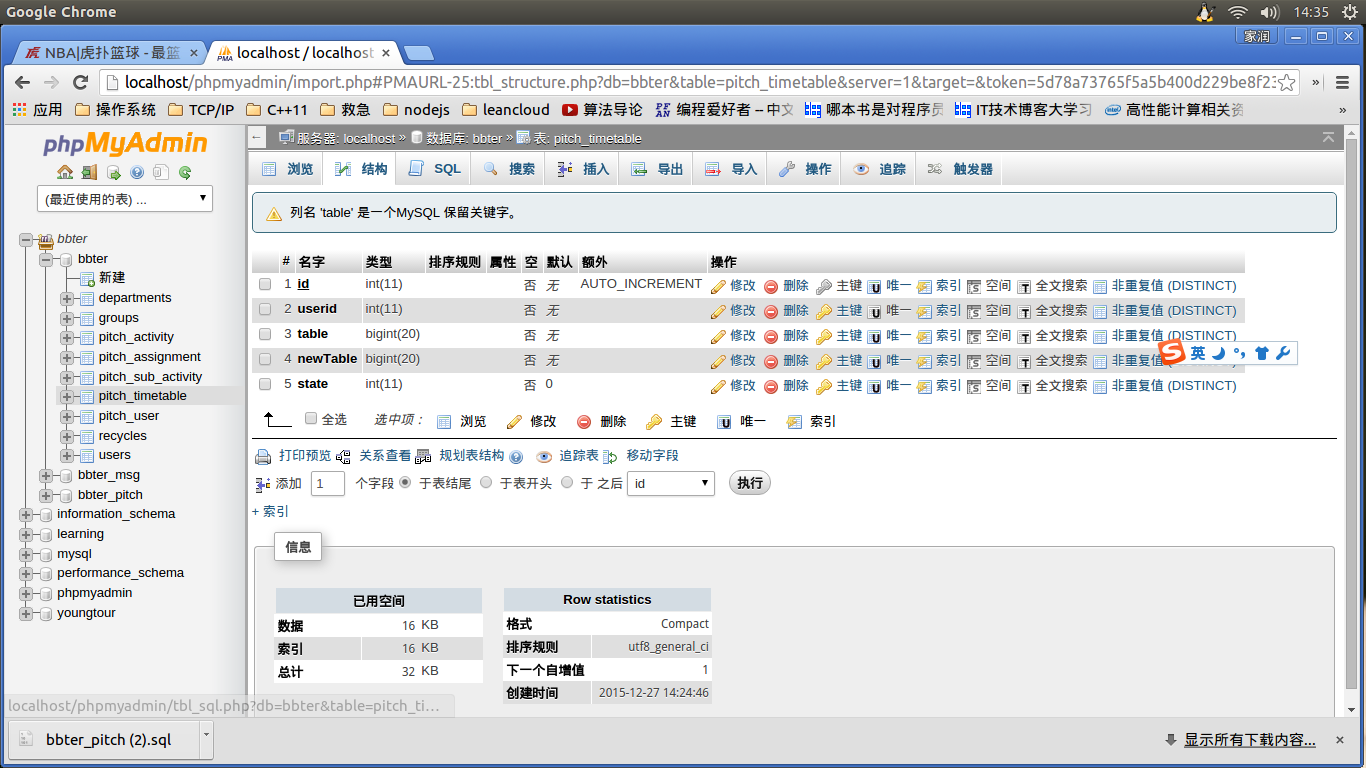 Google Chrome 14:35
家润
NBA|虎扑篮球 - 最篮 localhost / localhost
localhost/phpmyadmin/import.php#PMAURL-25:tbl_structure.php?db=bbter&table=pitch_timetable&server=1&target=&token=5d78a73765f5a5b400d229be8f23
应用 操作系统 TCP/IP C++11 救急 nodejs leancloud 算法导论 编程爱好者 – 中文 哪本书是对程序员 IT技术博客大学习 高性能计算相关资 »
phpMyAdmin
(最近使用的表) ...
bbter
bbter
新建
departments
groups
pitch_activity
pitch_assignment
pitch_sub_activity
pitch_timetable
pitch_user
recycles
users
bbter_msg
bbter_pitch
information_schema
learning
mysql
performance_schema
phpmyadmin
youngtour
服务器: localhost » 数据库: bbter » 表: pitch_timetable
浏览 结构 SQL 搜索 插入 导出 导入 操作 追踪 触发器
列名 'table' 是一个MySQL 保留关键字。
# 名字 类型 排序规则 属性 空 默认 额外 操作
1 id int(11) 否 无 AUTO_INCREMENT 修改 删除 主键 唯一 索引 空间 全文搜索 非重复值 (DISTINCT)
2 userid int(11) 否 无 修改 删除 主键 唯一 索引 空间 全文搜索 非重复值 (DISTINCT)
3 table bigint(20) 否 无 修改 删除 主键 唯一 索引 空间 全文搜索 非重复值 (DISTINCT)
4 newTable bigint(20) 否 无 修改 删除 主键 唯一 索引 空间 全文搜索 非重复值
英
5 state int(11) 否 0 修改 删除 主键 唯一 索引 空间 全文搜索 非重复值 (DISTINCT)
全选 选中项: 浏览 修改 删除 主键 唯一 索引
打印预览 关系查看 规划表结构 追踪表 移动字段
添加 1 个字段 于表结尾 于表开头 于 之后 id 执行
+ 索引
信息
已用空间
数据 16 KB
索引 16 KB
总计 32 KB
Row statistics
格式 Compact
排序规则 utf8_general_ci
下一个自增值 1
创建时间 2015-12-27 14:24:46
localhost/phpmyadmin/tbl_sql.php?db=bbter&table=pitch_ti...
bbter_pitch (2).sql 显示所有下载内容...